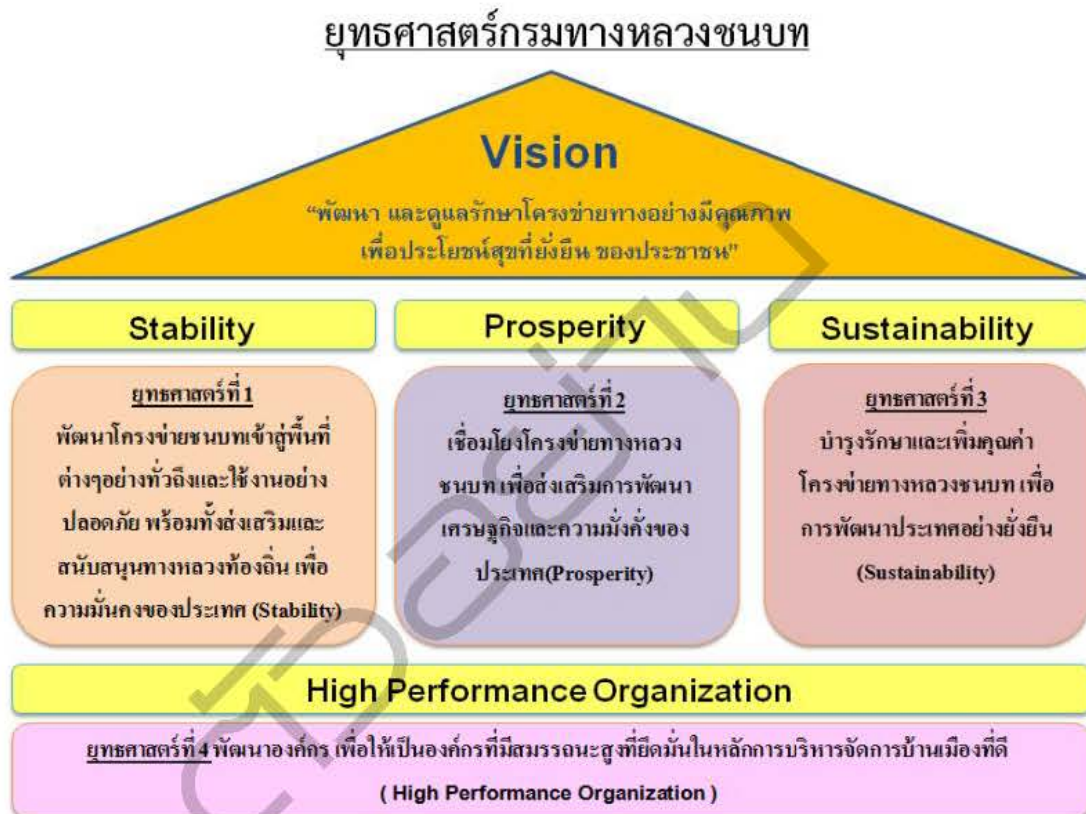 ยุทธศาสตร์กรมทางหลวงชนบท
Vision
“พัฒนา และดูแลรักษาโครงข่ายทางอย่างมีคุณภาพ
เพื่อประโยชน์สุขที่ยั่งยืน ของประชาชน”
Stability
ยุทธศาสตร์ที่ 1
พัฒนาโครงข่ายชนบทเข้าสู่พื้นที่
ต่างๆอย่างทั่วถึงและใช้งานอย่าง
ปลอดภัย พร้อมทั้งส่งเสริมและ
สนับสนุนทางหลวงท้องถิ่น เพื่อ
ความมั่นคงของประเทศ (Stability)
Prosperity
ยุทธศาสตร์ที่ 2
เชื่อมโยงโครงข่ายทางหลวง
ชนบท เพื่อส่งเสริมการพัฒนา
เศรษฐกิจและความมั่งคั่งของ
ประเทศ(Prosperity)
Sustainability
ยุทธศาสตร์ที่ 3
บำรุงรักษาและเพิ่มคุณค่า
โครงข่ายทางหลวงชนบท เพื่อ
การพัฒนาประเทศอย่างยั่งยืน
(Sustainability)
High Performance Organization
ยุทธศาสตร์ที่ 4 พัฒนาองค์กร เพื่อให้เป็นองค์กรที่มีสมรรถนะสูงที่ยึดมั่นในหลักการบริหารจัดการบ้านเมืองที่ดี
( High Performance Organization )
ตัวอย่าง